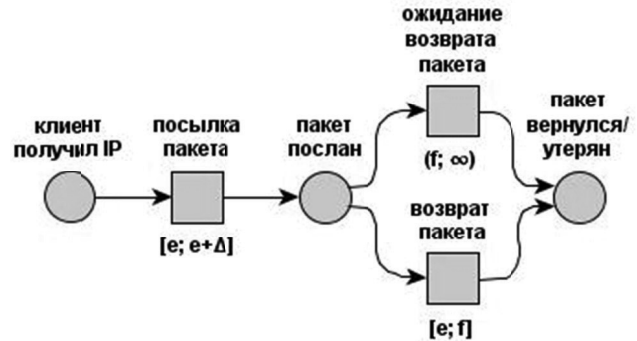 клиент
получил IP
посылка
пакета
[e; e+Δ]
пакет
послан
ожидание
возврата
пакета
(f; ∞)
возврат
пакета
[e; f]
пакет
вернулся/
утерян